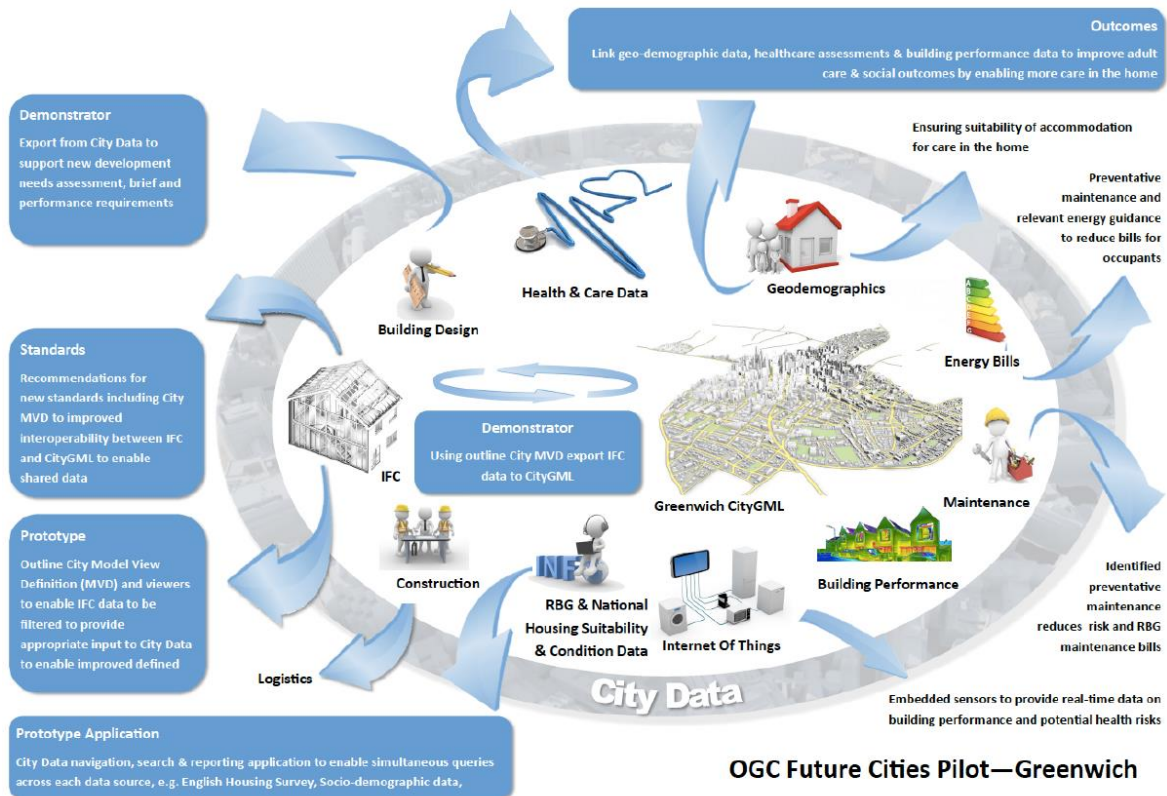 Outcomes
Link geo-demographic data, healthcare assessments & building performance data to improve adult
care & social outcomes by enabling more care in the home
Demonstrator
Export from City Data to
support new development
needs assessment, brief and
performance requirements
Ensuring suitability of accommodation
for care in the home
Preventative
maintenance and
relevant energy guidance
to reduce bills for
occupants
Health & Care Data
Geodemographics
Building Design
A
B
C
D
E
F
G
Energy Bills
Standards
Recommendations for
new standards including City
MVD to improved
interoperability between IFC
and CityGML to enable
shared data
IFC
Demonstrator
Using outline City MVD export IFC
data to CityGML
Greenwich CityGML
Maintenance
Prototype
Outline City Model View
Definition (MVD) and viewers
to enable IFC data to be
filtered to provide
appropriate input to City Data
to enable improved defined
Construction
INFO
RBG & National
Housing Suitability
& Condition Data
Internet Of Things
Building Performance
Identified
preventative
maintenance
reduces risk and RBG
maintenance bills
Logistics
City Data
Embedded sensors to provide real-time data on
building performance and potential health risks
Prototype Application
City Data navigation, search & reporting application to enable simultaneous queries
across each data source, e.g. English Housing Survey, Socio-demographic data,
OGC Future Cities Pilot—Greenwich